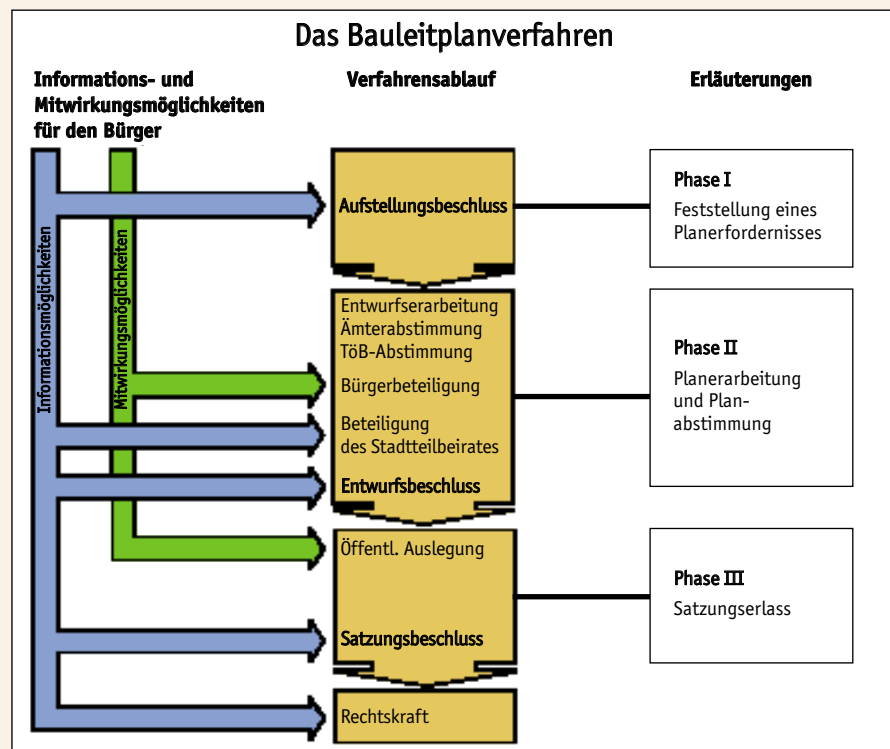 Das Bauleitplanverfahren
Informations- und
Mitwirkungsmöglichkeiten
für den Bürger
Verfahrensablauf
Erläuterungen
Informationsmöglichkeiten
Mitwirkungsmöglichkeiten
Aufstellungsbeschluss
Phase I
Feststellung eines
Planerfordernisses
Entwurfserarbeitung
Ämterabstimmung
TöB-Abstimmung
Bürgerbeteiligung
Beteiligung
des Stadtteilbeirates
Entwurfsbeschluss
Phase II
Planerarbeitung
und Plan-
abstimmung
Öffentl. Auslegung
Satzungsbeschluss
Phase III
Satzungserlass
Rechtskraft